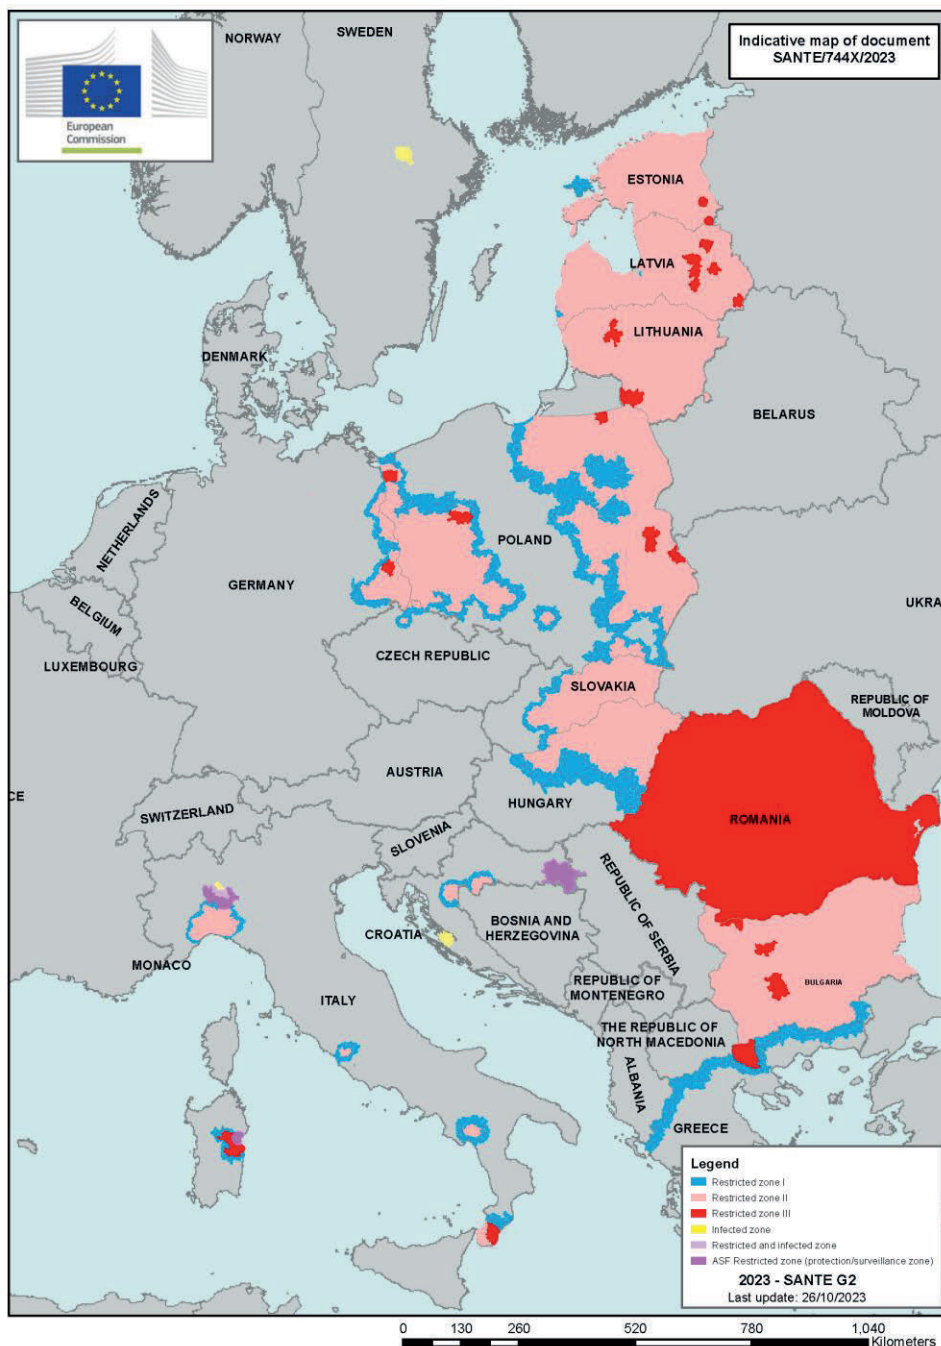 NORWAY
SWEDEN
Indicative map of document
SANTE/744X/2023
European
Commission
ESTONIA
LATVIA
LITHUANIA
DENMARK
BELARUS
NETHERLANDS
POLAND
GERMANY
BELGIUM
UKRA
LUXEMBOURG
CZECH REPUBLIC
SLOVAKIA
REPUBLIC OF
MOLDOVA
AUSTRIA
CE
HUNGARY
SWITZERLAND
ROMANIA
SLOVENIA
REPUBLIC OF SERBIA
BOSNIA AND
HERZEGOVINA
CROATIA
MONACO
REPUBLIC OF
MONTENEGRO
BULGARIA
ITALY
THE REPUBLIC OF
NORTH MACEDONIA
ALBANIA
GREECE
Legend
Restricted zone I
Restricted zone II
Restricted zone III
Infected zone
Restricted and infected zone
ASF Restricted zone (protection/surveillance zone)
2023 - SANTE G2
Last update: 26/10/2023
0 130 260 520 780 1,040
Kilometers